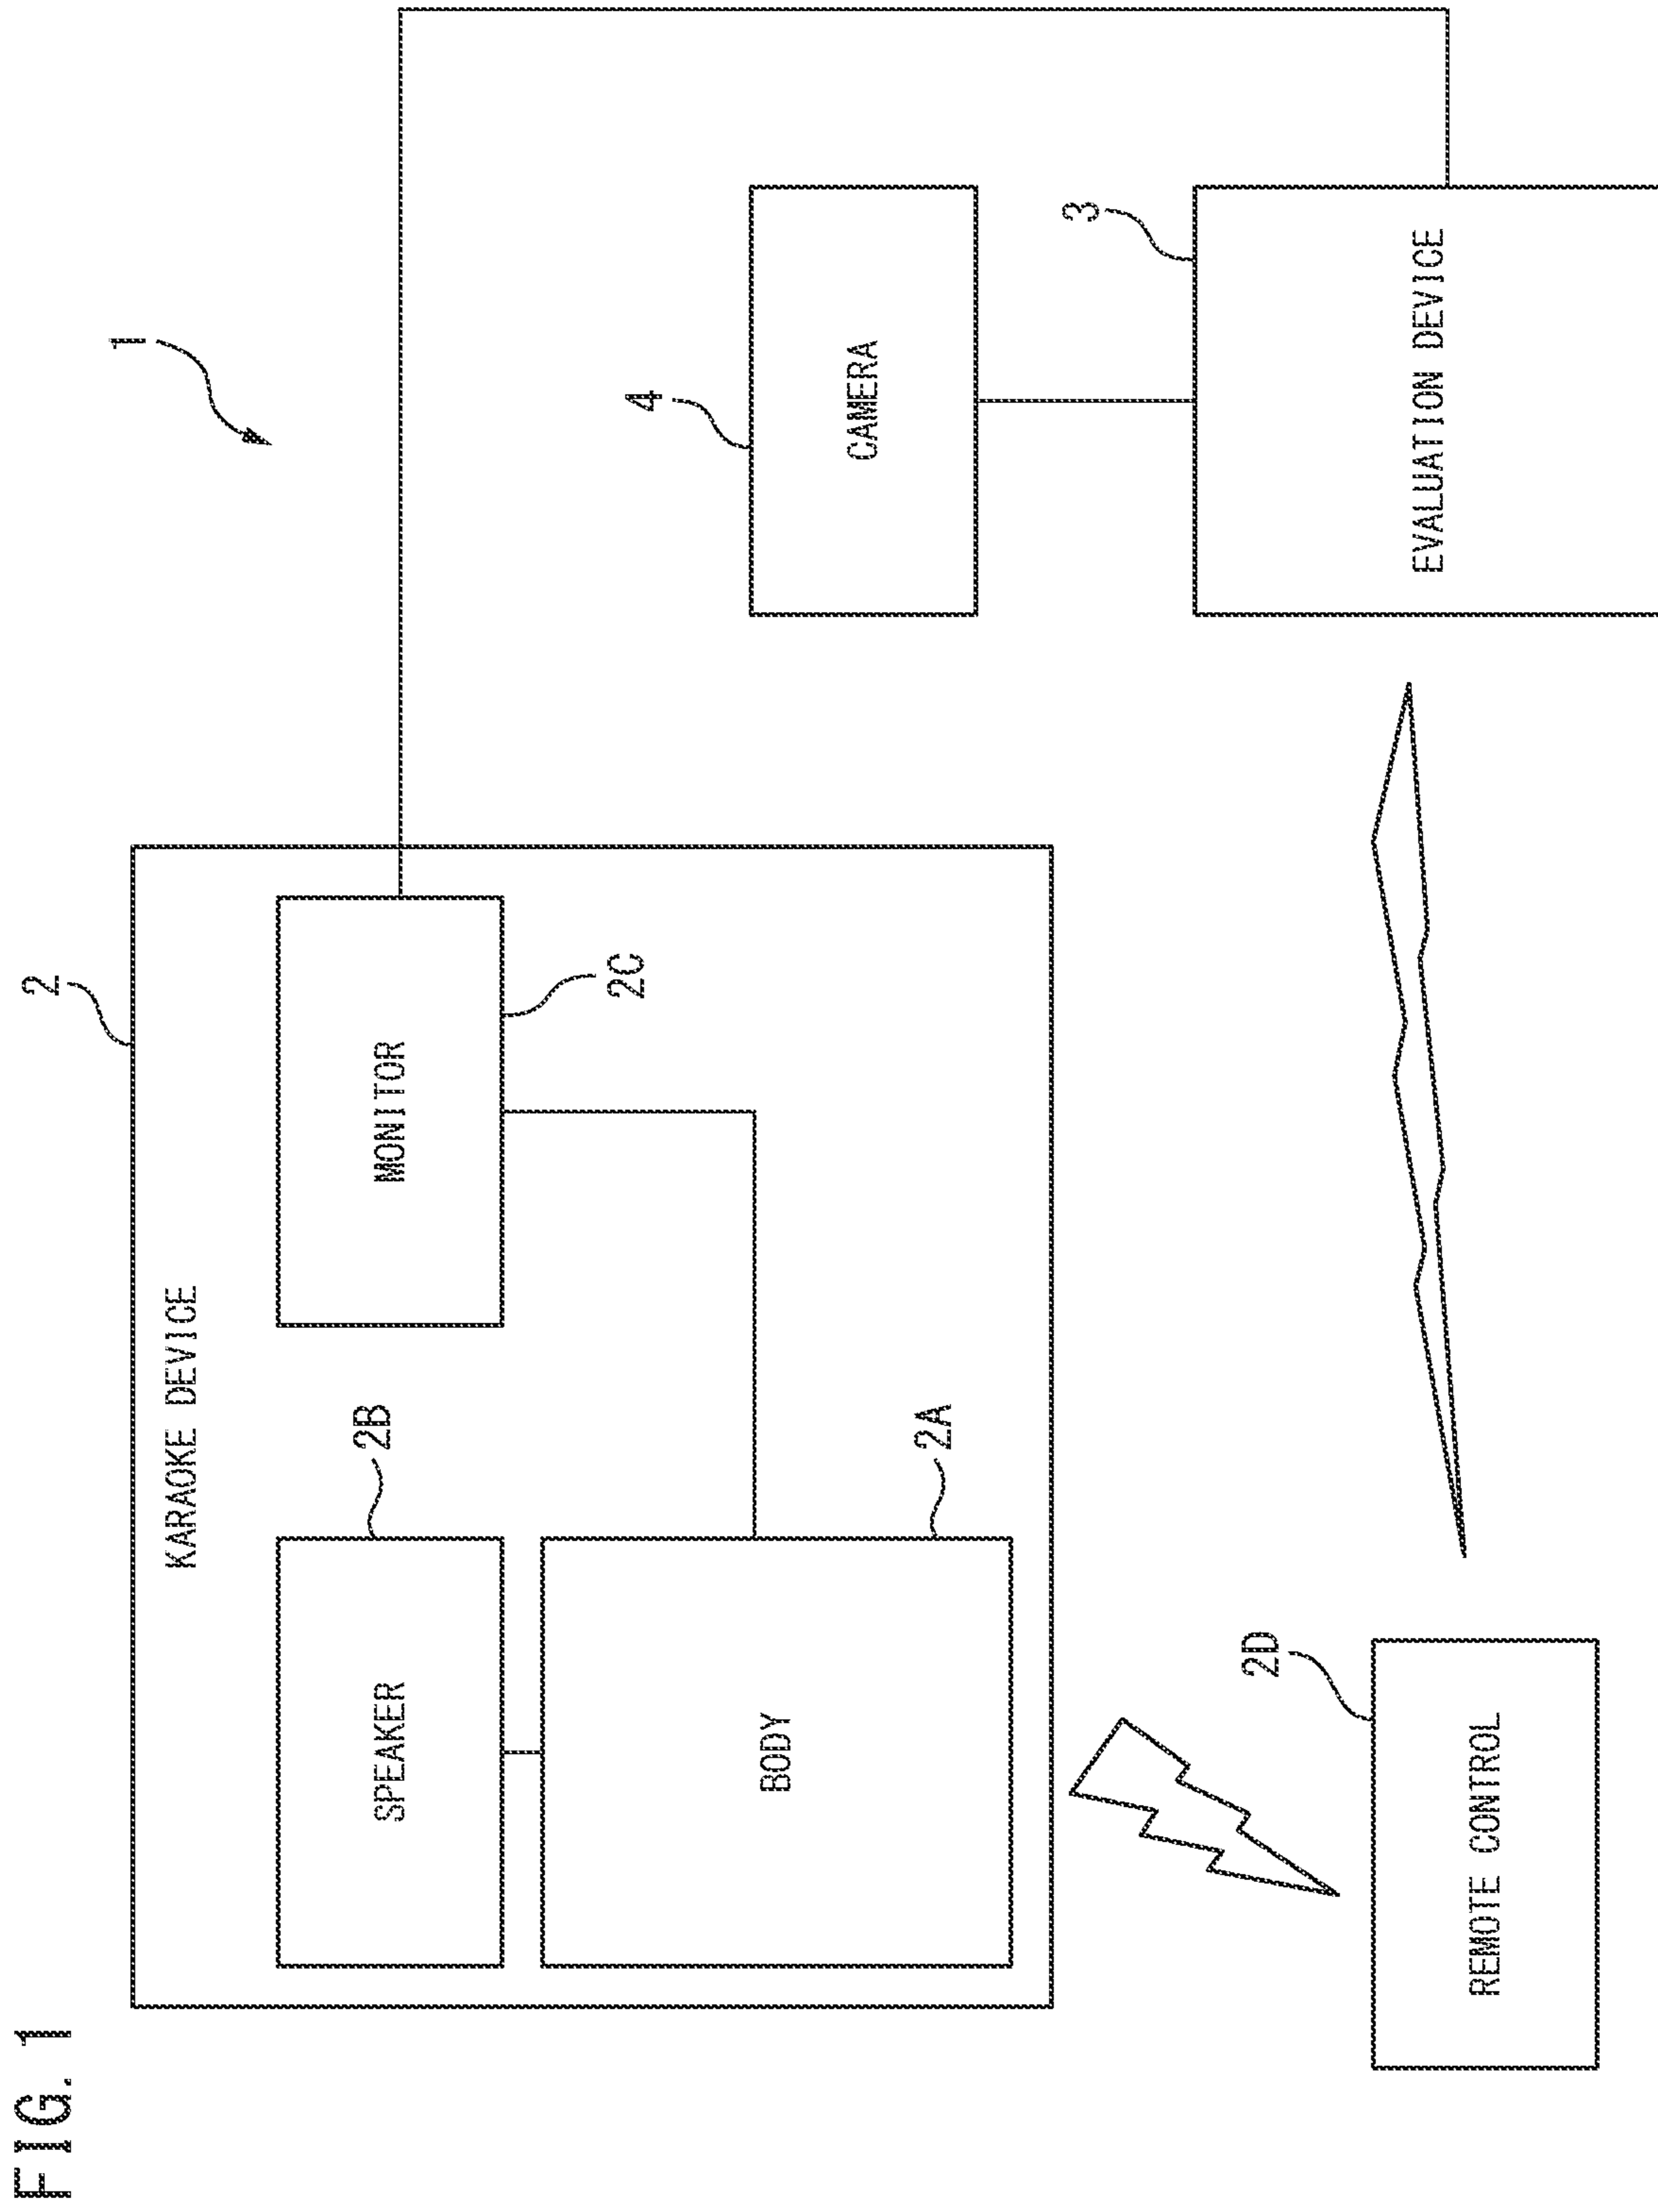 FIG. 1
1
2
KARAOKE DEVICE
2B
SPEAKER
MONITOR
2C
2A
BODY
4
CAMERA
2D
REMOTE CONTROL
3
EVALUATION DEVICE